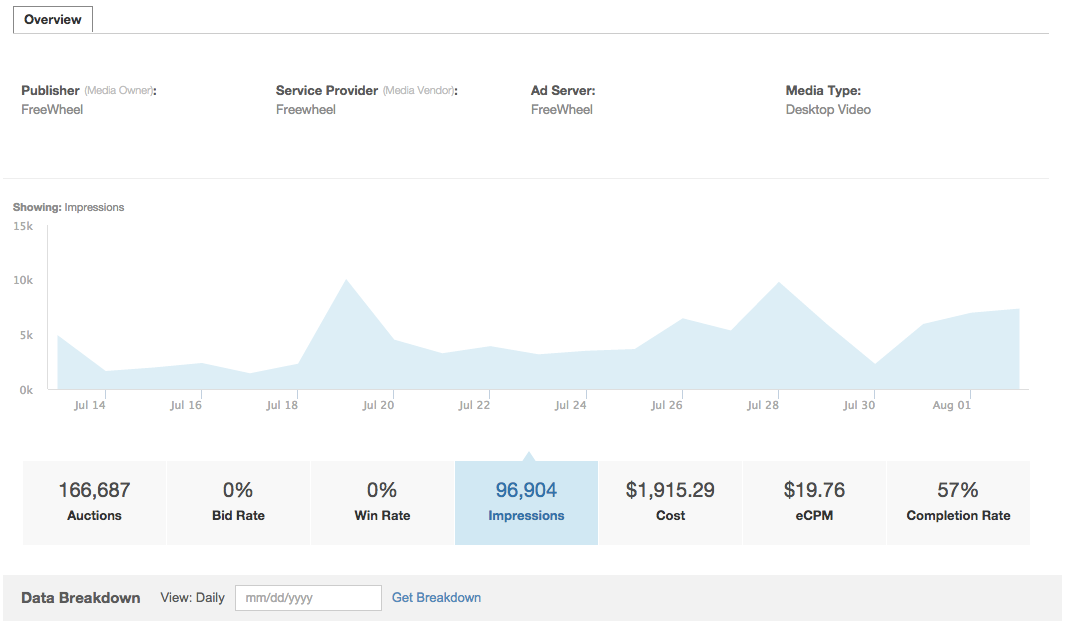 Overview
Publisher (Media Owner): Service Provider (Media Vendor): Ad Server: Media Type:
FreeWheel Freewheel FreeWheel Desktop Video
Showing: Impressions
15k
10k
5k
0k
Jul 14 Jul 16 Jul 18 Jul 20 Jul 22 Jul 24 Jul 26 Jul 28 Jul 30 Aug 01
166,687 0% 0% 96,904 $1,915.29 $19.76 57%
Auctions Bid Rate Win Rate Impressions Cost eCPM Completion Rate
Data Breakdown View: Daily mm/dd/yyyy Get Breakdown